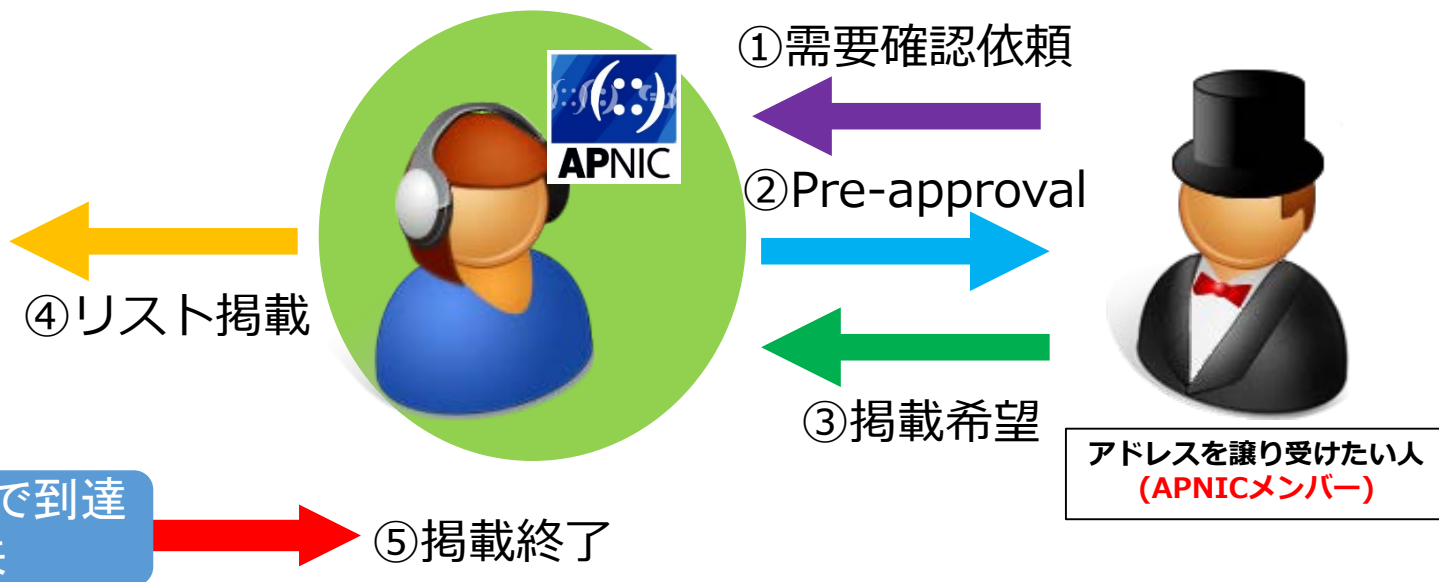 ①需要確認依頼
APNIC
②Pre-approval
④リスト掲載
③掲載希望
アドレスを譲り受けたい人
(APNICメンバー)
で到達
⑤掲載終了